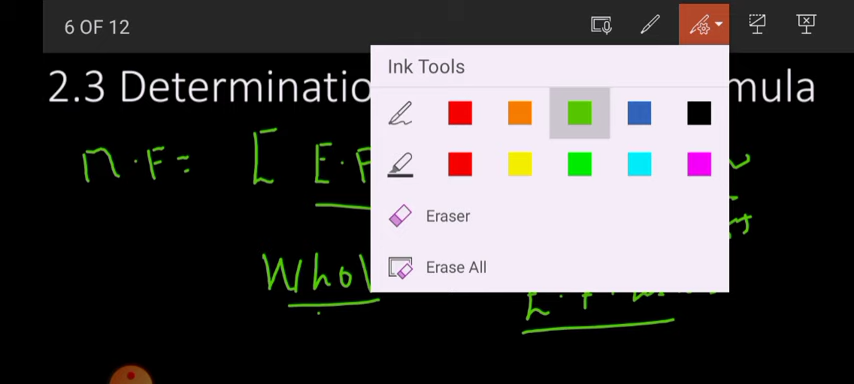 6 OF 12
Ink Tools
2.3 Determinatio mula
M.F= [ E.F
Eraser
Whol
Erase All